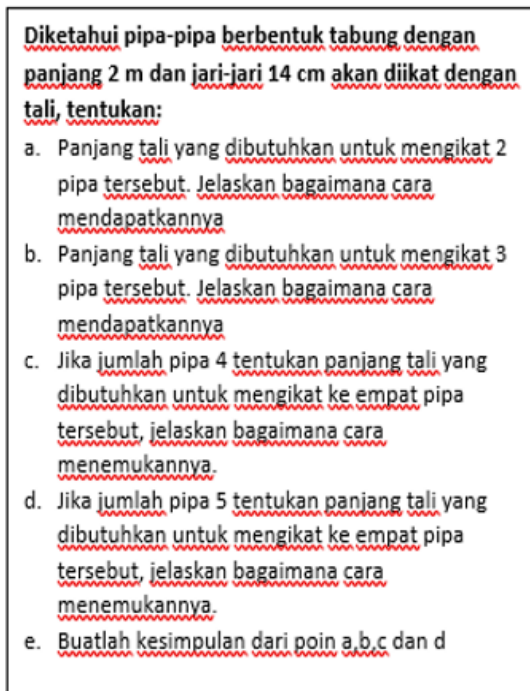 Diketahui pipa-pipa berbentuk tabung dengan
panjang 2 m dan jari-jari 14 cm akan diikat dengan
tali, tentukan:
a. Panjang tali yang dibutuhkan untuk mengikat 2
pipa tersebut. Jelaskan bagaimana cara
mendapatkannya
b. Panjang tali yang dibutuhkan untuk mengikat 3
pipa tersebut. Jelaskan bagaimana cara
mendapatkannya
c. Jika jumlah pipa 4 tentukan panjang tali yang
dibutuhkan untuk mengikat ke empat pipa
tersebut, jelaskan bagaimana cara
menemukannya.
d. Jika jumlah pipa 5 tentukan panjang tali yang
dibutuhkan untuk mengikat ke empat pipa
tersebut, jelaskan bagaimana cara
menemukannya.
e. Buatlah kesimpulan dari poin a,b,c dan d